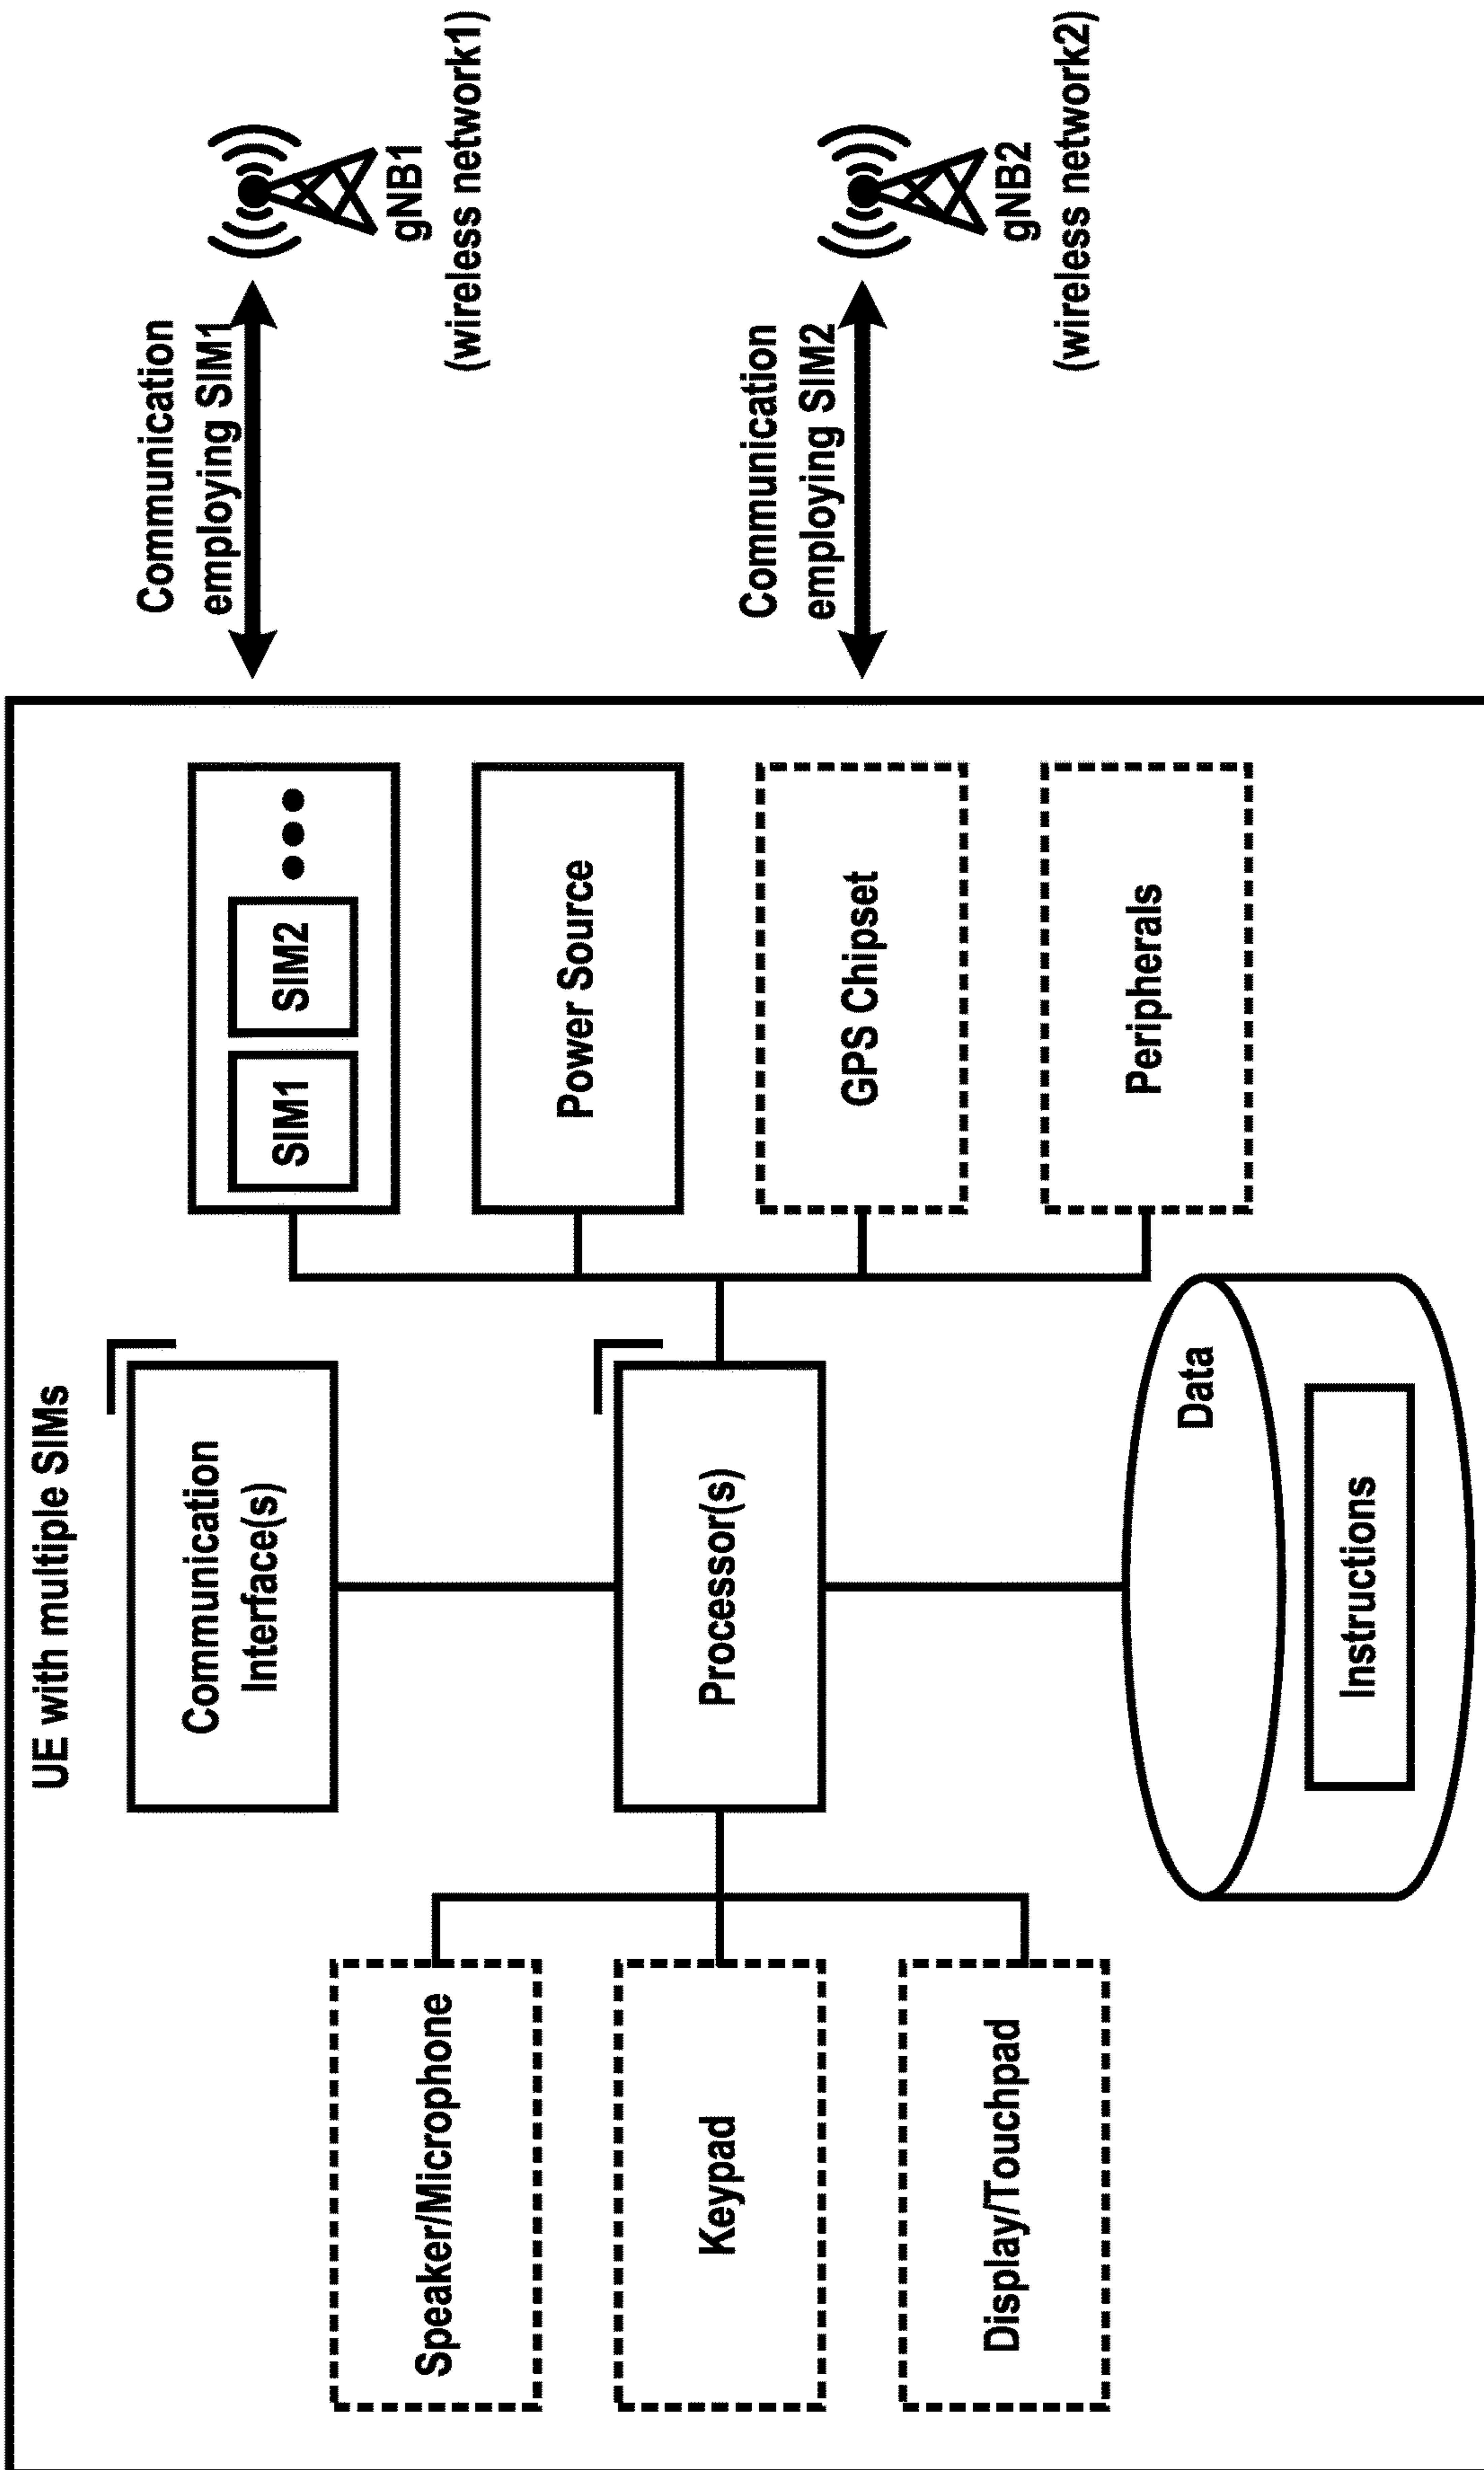 UE with multiple SIMs
Communication
Interface(s)
SIM1
SIM2
Speaker/Microphone
Power Source
Keypad
Processor(s)
GPS Chipset
Display/Touchpad
Peripherals
Data
Instructions
Communication
employing SIM1
gNB1
(wireless network1)
Communication
employing SIM2
gNB2
(wireless network2)